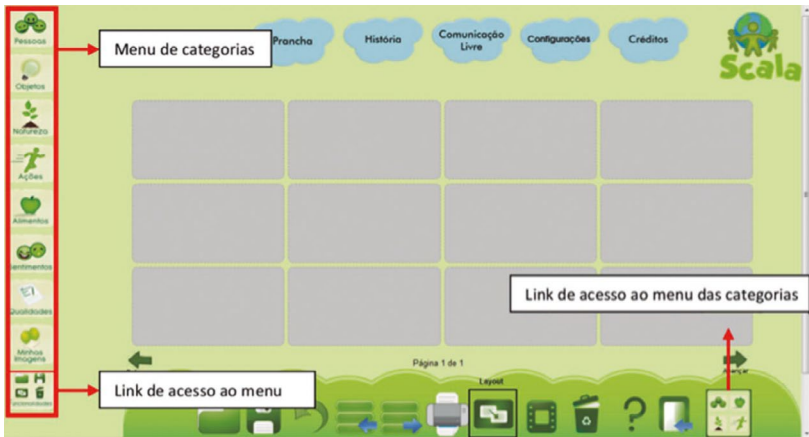 Pessoas
Objetos
Natureza
Ações
Alimentos
Sentimentos
Qualidades
Minhas
Imagens
Menu de categorias
Prancha
História
Comunicação
Livre
Configurações
Créditos
Scala
Link de acesso ao menu das categorias
Página 1 de 1
Avançar
Layout
Link de acesso ao menu